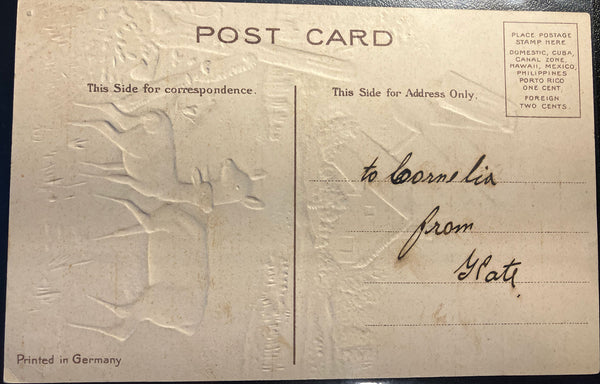 POST CARD
PLACE POSTAGE
STAMP HERE
DOMESTIC, CUBA,
CANAL ZONE,
HAWAII, MEXICO,
PHILIPPINES
PORTO RICO
ONE CENT.
FOREIGN
TWO CENTS.
This Side for correspondence.
This Side for Address Only.
to Cornelia
from
Kate
Printed in Germany